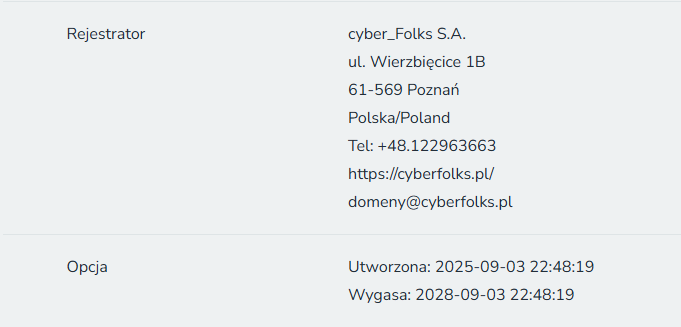 Rejestrator
cyber_Folks S.A.
ul. Wierzbięcice 1B
61-569 Poznań
Polska/Poland
Tel: +48.122963663
https://cyberfolks.pl/
domeny@cyberfolks.pl
Opcja
Utworzona: 2025-09-03 22:48:19
Wygasa: 2028-09-03 22:48:19